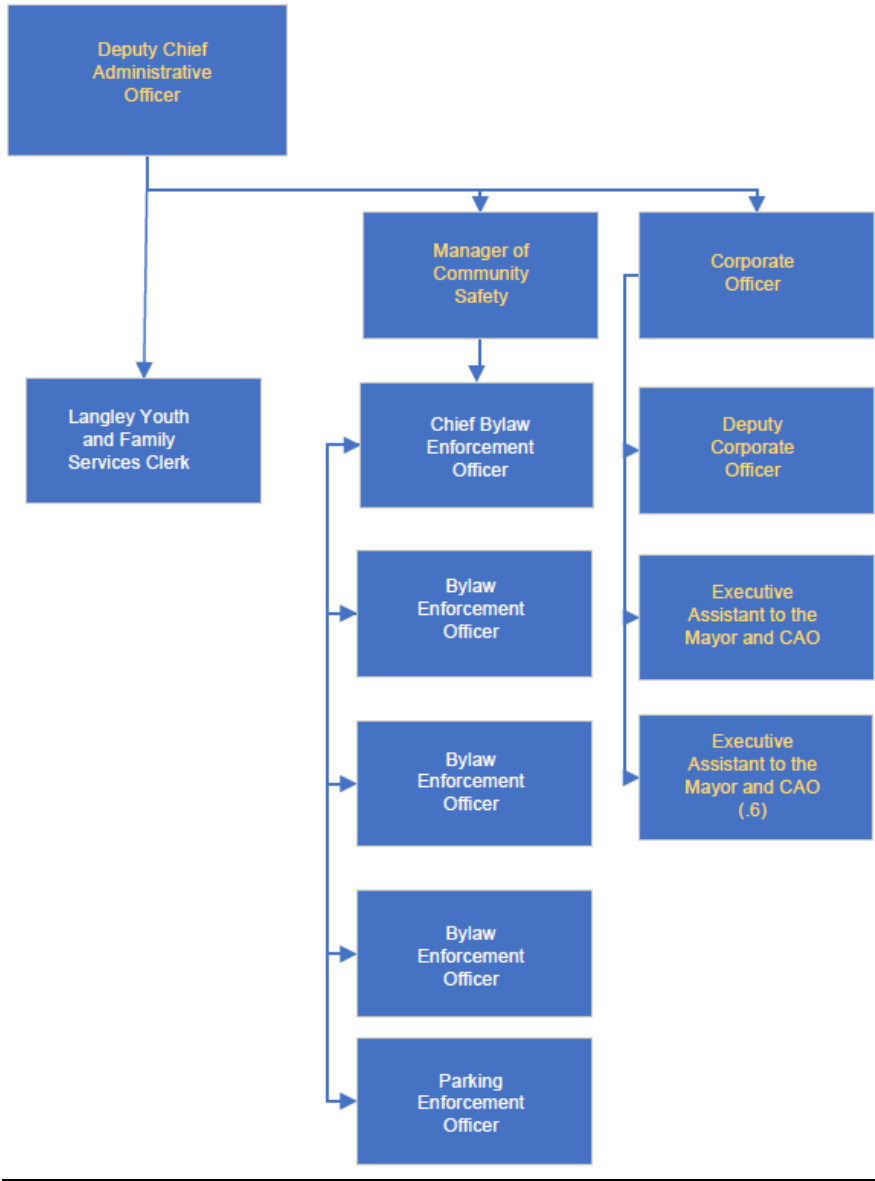 Deputy Chief
Administrative
Officer
Manager of
Community
Safety
Corporate
Officer
Langley Youth
and Family
Services Clerk
Chief Bylaw
Enforcement
Officer
Deputy
Corporate
Officer
Bylaw
Enforcement
Officer
Executive
Assistant to the
Mayor and CAO
Bylaw
Enforcement
Officer
Executive
Assistant to the
Mayor and CAO
(.6)
Bylaw
Enforcement
Officer
Parking
Enforcement
Officer